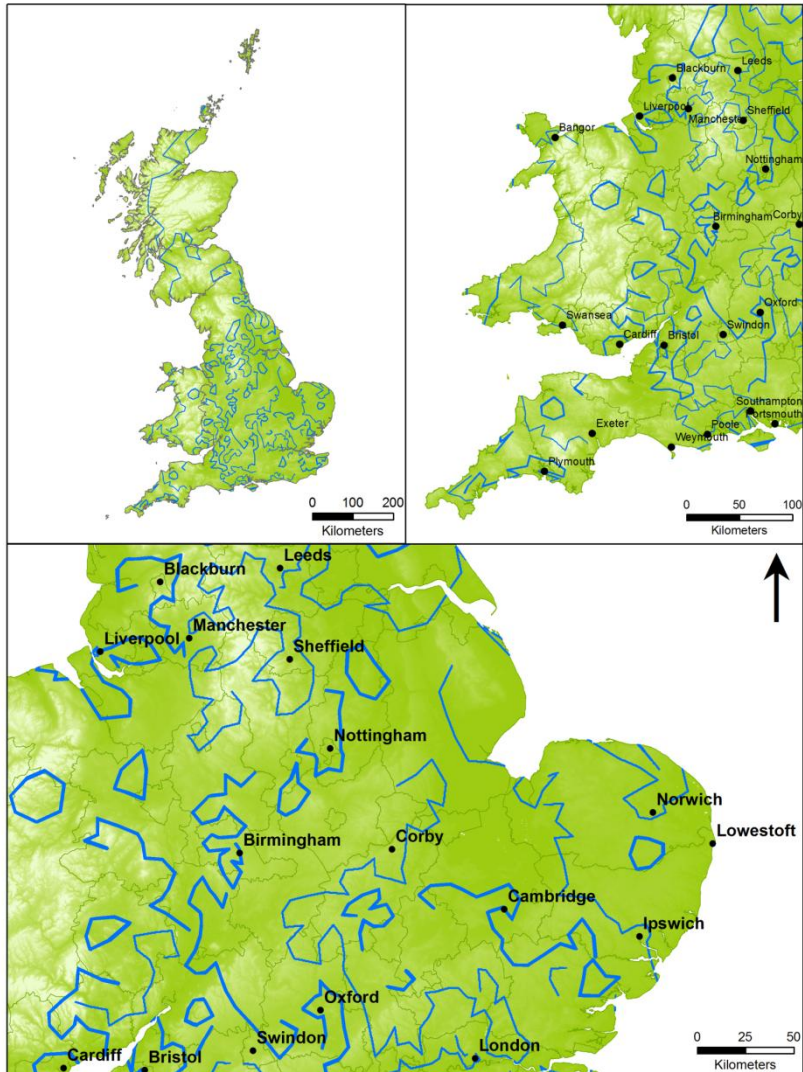 0 100 200
Kilometers
Blackburn
Leeds
Liverpool
Manchester
Sheffield
Bangor
Nottingham
Birmingham
Corby
Oxford
Swansea
Swindon
Cardiff
Bristol
Southampton
Portsmouth
Exeter
Poole
Weymouth
Plymouth
0 50 100
Kilometers
Leeds
Blackburn
Manchester
Liverpool
Sheffield
Nottingham
Norwich
Birmingham
Corby
Lowestoft
Cambridge
Ipswich
Oxford
Swindon
London
Cardiff
Bristol
0 25 50
Kilometers